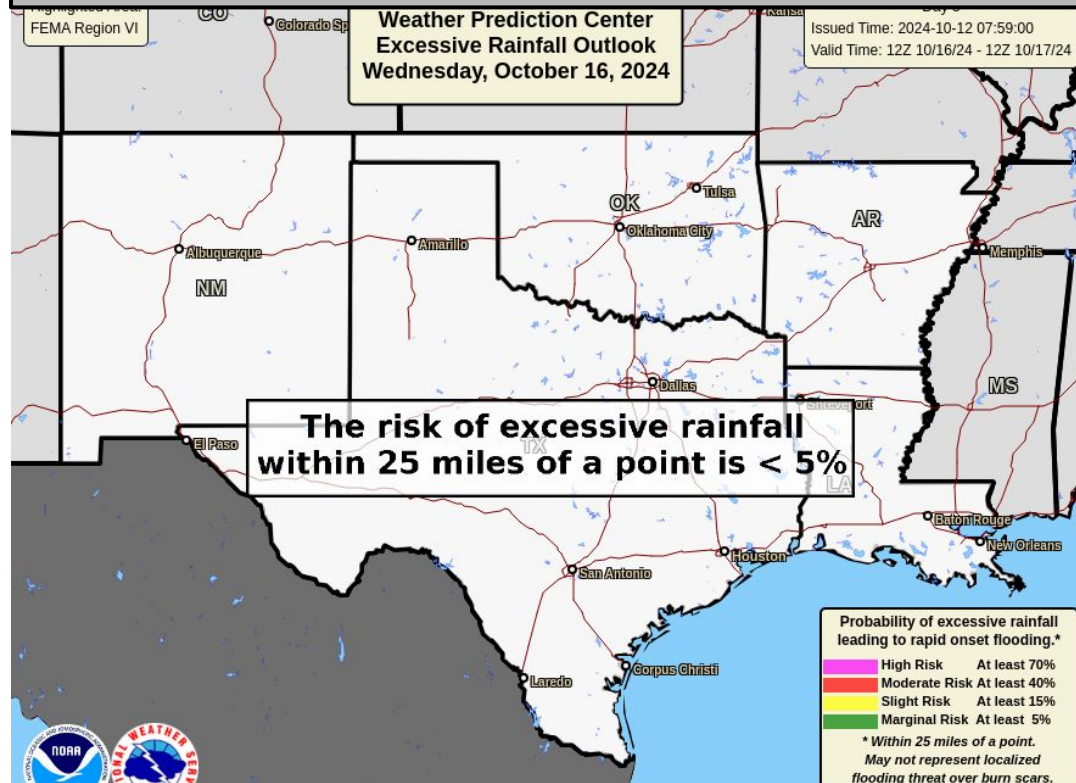 CO
Colorado Sp
Kansa
Highlighted Area:
FEMA Region VI
Weather Prediction Center
Excessive Rainfall Outlook
Wednesday, October 16, 2024
Issued Time: 2024-10-12 07:59:00
Valid Time: 12Z 10/16/24 - 12Z 10/17/24
Tulsa
OK
Oklahoma City
AR
Albuquerque
Amarillo
Memphis
NM
Dallas
MS
Shreveport
The risk of excessive rainfall
within 25 miles of a point is < 5%
El Paso
TX
LA
Baton Rouge
New Orleans
Houston
San Antonio
Corpus Christi
Laredo
Probability of excessive rainfall
leading to rapid onset flooding.*
High Risk At least 70%
Moderate Risk At least 40%
Slight Risk At least 15%
Marginal Risk At least 5%
* Within 25 miles of a point.
May not represent localized
flooding threat over burn scars.
NOAA